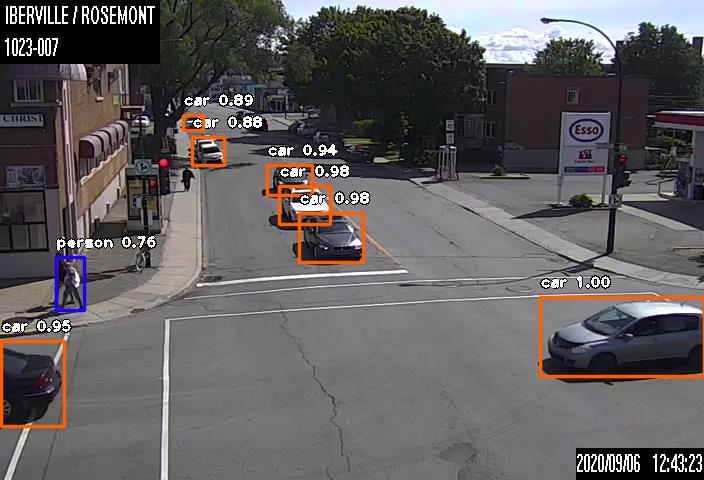 IBERVILLE / ROSEMONT
1023-007
car 0.89
car 0.88
CHRIST
car 0.94
car 0.98
car 0.98
Esso
person 0.76
car 1.00
car 0.95
2020/09/06 12:43:23